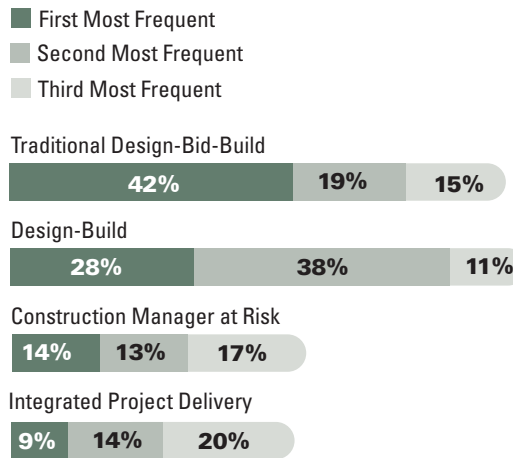 First Most Frequent
Second Most Frequent
Third Most Frequent
Traditional Design-Bid-Build
42% 19% 15%
Design-Build
28% 38% 11%
Construction Manager at Risk
14% 13% 17%
Integrated Project Delivery
9% 14% 20%